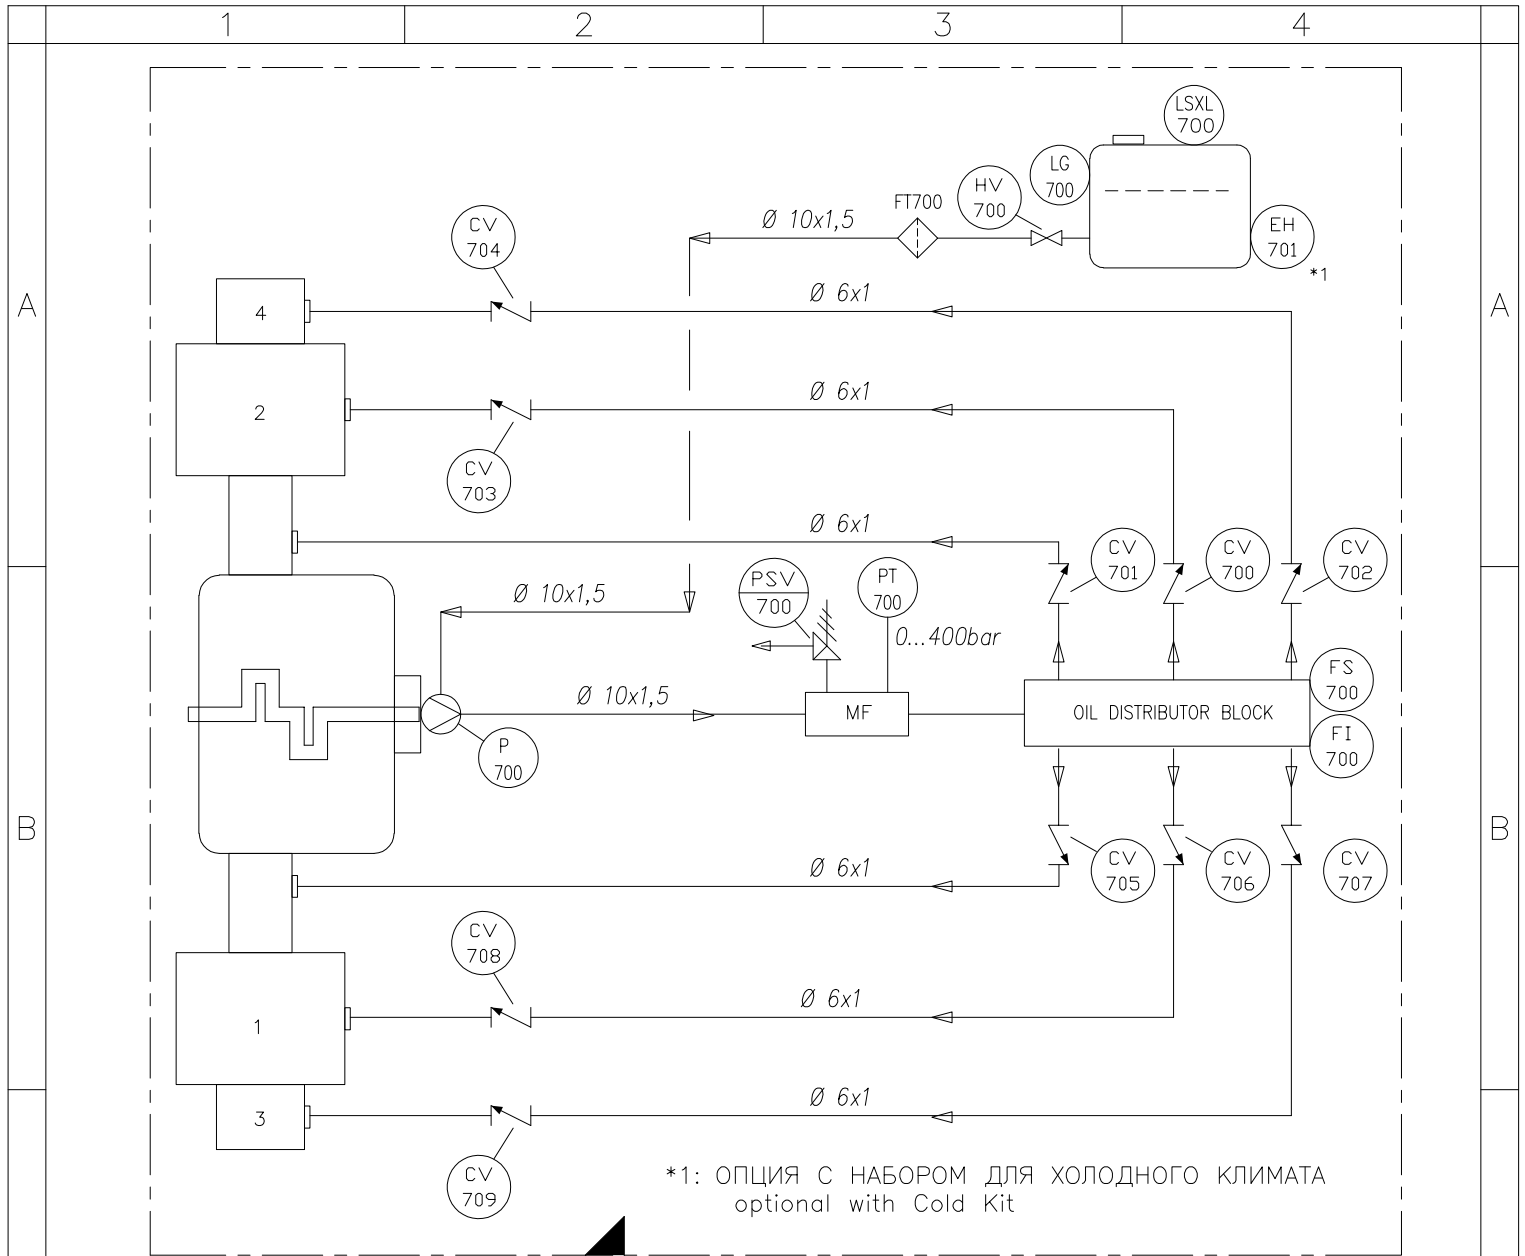 1 2 3 4
LSXL
700
LG
700
HV
700
FT700
EH
701
*1
Ø 10x1,5
CV
704
A
A
4
Ø 6x1
2
Ø 6x1
CV
703
Ø 6x1
CV
701
CV
700
CV
702
PSV
700
PT
700
Ø 10x1,5
0...400bar
FS
700
Ø 10x1,5
MF
OIL DISTRIBUTOR BLOCK
FI
700
P
700
B
B
Ø 6x1
CV
705
CV
706
CV
707
CV
708
Ø 6x1
1
Ø 6x1
3
CV
709
*1: ОПЦИЯ С НАБОРОМ ДЛЯ ХОЛОДНОГО КЛИМАТА
optional with Cold Kit